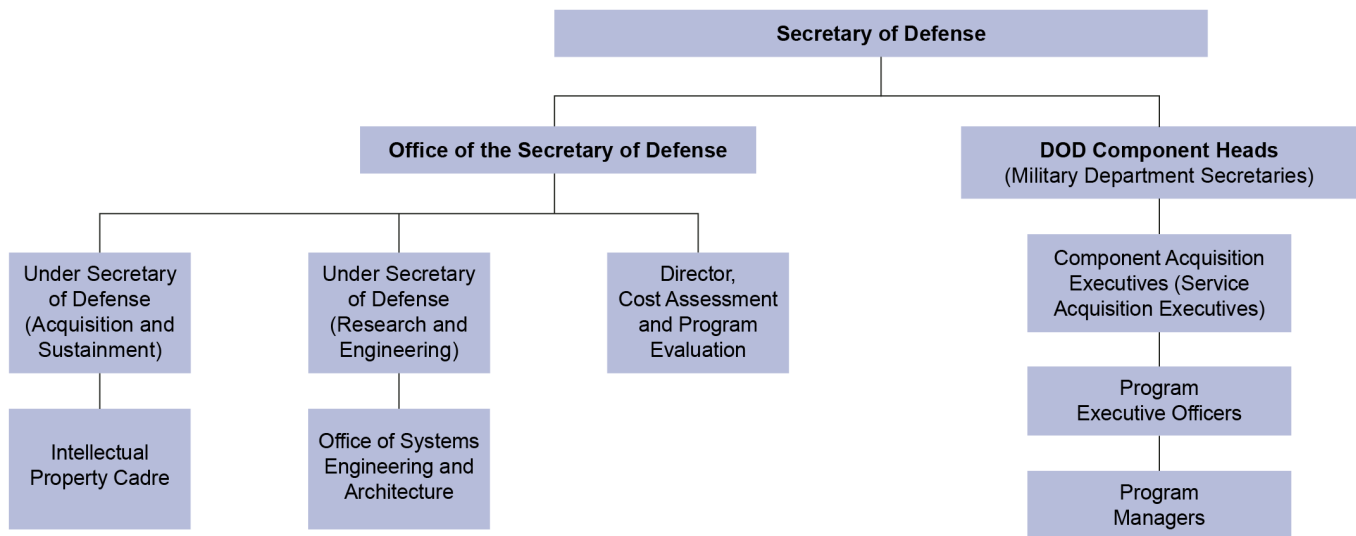 Secretary of Defense
Office of the Secretary of Defense
DOD Component Heads
(Military Department Secretaries)
Under Secretary
of Defense
(Acquisition and
Sustainment)
Under Secretary
of Defense
(Research and
Engineering)
Director,
Cost Assessment
and Program
Evaluation
Component Acquisition
Executives (Service
Acquisition Executives)
Intellectual
Property Cadre
Office of Systems
Engineering and
Architecture
Program
Executive Officers
Program
Managers